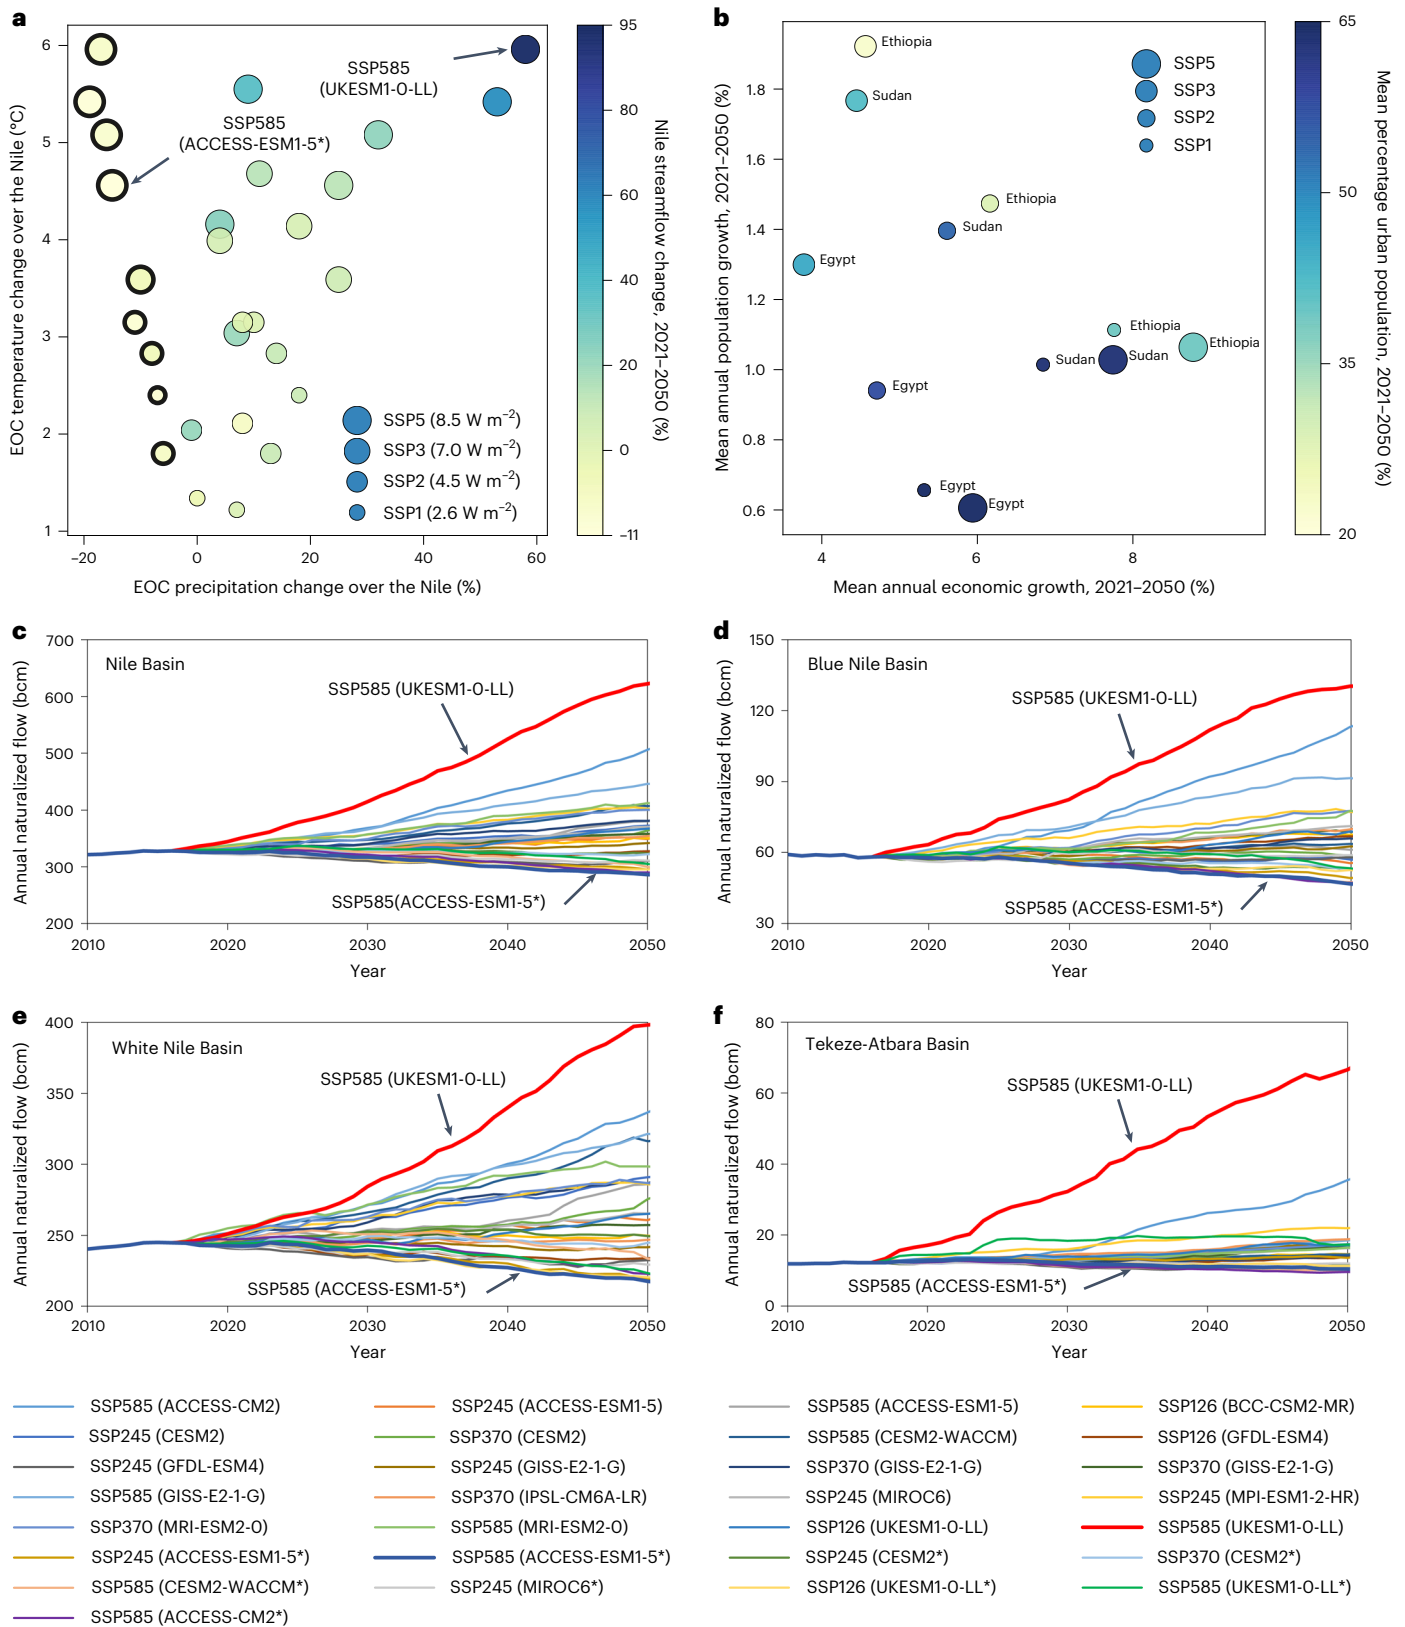 a
EOC temperature change over the Nile (°C)
6
5
4
3
2
1
−20
0
20
40
60
EOC precipitation change over the Nile (%)
SSP585
(UKESM1-0-LL)
SSP585
(ACCESS-ESM1-5*)
SSP5 (8.5 W m−2)
SSP3 (7.0 W m−2)
SSP2 (4.5 W m−2)
SSP1 (2.6 W m−2)
95
80
60
40
20
0
−11
Nile streamflow change, 2021–2050 (%)
b
Mean annual population growth, 2021–2050 (%)
1.8
1.6
1.4
1.2
1.0
0.8
0.6
4
6
8
Mean annual economic growth, 2021–2050 (%)
Ethiopia
Sudan
Ethiopia
Sudan
Egypt
Ethiopia
Ethiopia
Sudan
Sudan
Egypt
Egypt
Egypt
SSP5
SSP3
SSP2
SSP1
65
50
35
20
Mean percentage urban population, 2021–2050 (%)
c
Annual naturalized flow (bcm)
700
600
500
400
300
200
Nile Basin
SSP585 (UKESM1-0-LL)
SSP585(ACCESS-ESM1-5*)
2010
2020
2030
2040
2050
Year
d
Annual naturalized flow (bcm)
150
120
90
60
30
Blue Nile Basin
SSP585 (UKESM1-0-LL)
SSP585 (ACCESS-ESM1-5*)
2010
2020
2030
2040
2050
Year
e
Annual naturalized flow (bcm)
400
350
300
250
200
White Nile Basin
SSP585 (UKESM1-0-LL)
SSP585 (ACCESS-ESM1-5*)
2010
2020
2030
2040
2050
Year
f
Annual naturalized flow (bcm)
80
60
40
20
0
Tekeze-Atbara Basin
SSP585 (UKESM1-0-LL)
SSP585 (ACCESS-ESM1-5*)
2010
2020
2030
2040
2050
Year
SSP585 (ACCESS-CM2)
SSP245 (ACCESS-ESM1-5)
SSP585 (ACCESS-ESM1-5)
SSP126 (BCC-CSM2-MR)
SSP245 (CESM2)
SSP370 (CESM2)
SSP585 (CESM2-WACCM)
SSP126 (GFDL-ESM4)
SSP245 (GFDL-ESM4)
SSP245 (GISS-E2-1-G)
SSP370 (GISS-E2-1-G)
SSP370 (GISS-E2-1-G)
SSP585 (GISS-E2-1-G)
SSP370 (IPSL-CM6A-LR)
SSP245 (MIROC6)
SSP245 (MPI-ESM1-2-HR)
SSP370 (MRI-ESM2-0)
SSP585 (MRI-ESM2-0)
SSP126 (UKESM1-0-LL)
SSP585 (UKESM1-0-LL)
SSP245 (ACCESS-ESM1-5*)
SSP585 (ACCESS-ESM1-5*)
SSP245 (CESM2*)
SSP370 (CESM2*)
SSP585 (CESM2-WACCM*)
SSP245 (MIROC6*)
SSP126 (UKESM1-0-LL*)
SSP585 (UKESM1-0-LL*)
SSP585 (ACCESS-CM2*)